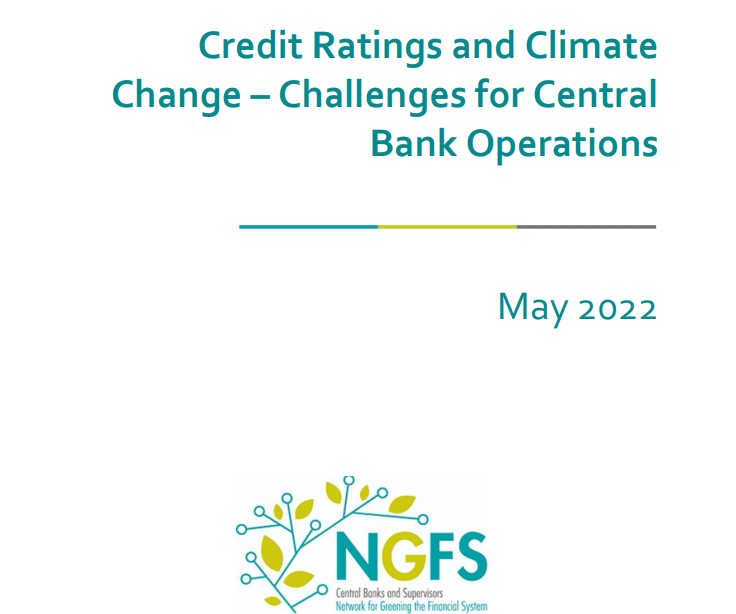 Credit Ratings and Climate
Change – Challenges for Central
Bank Operations
May 2022
NGFS
Central Banks and Supervisors
Network for Greening the Financial System